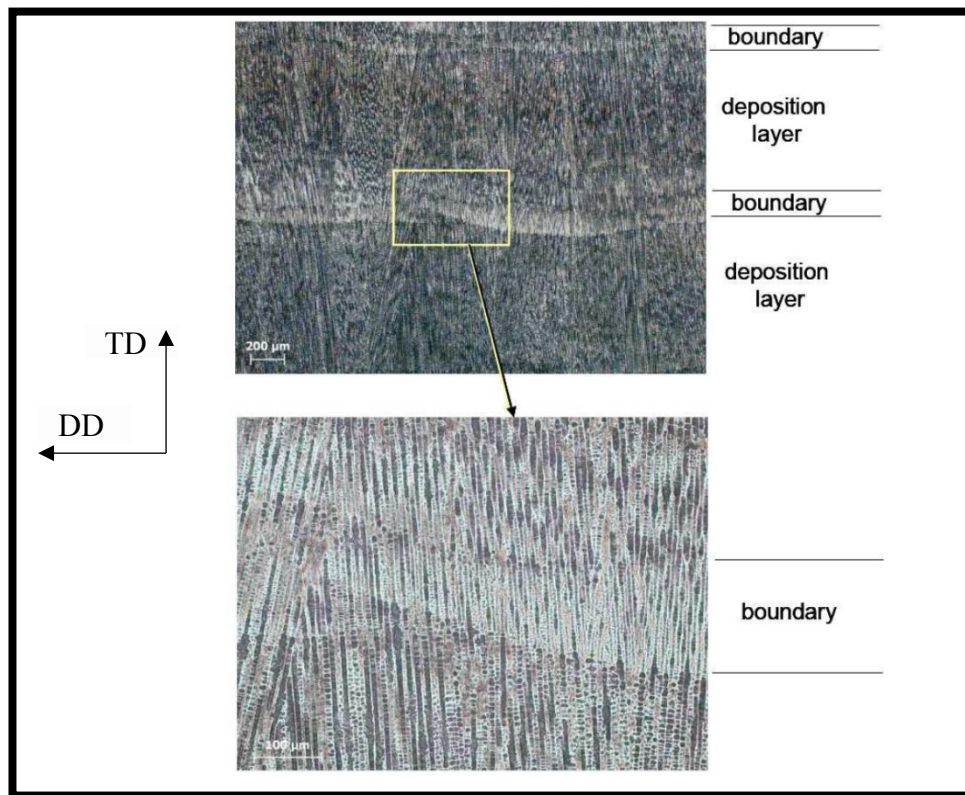 boundary
deposition
layer
boundary
deposition
layer
200 µm
TD
DD
boundary
100 µm